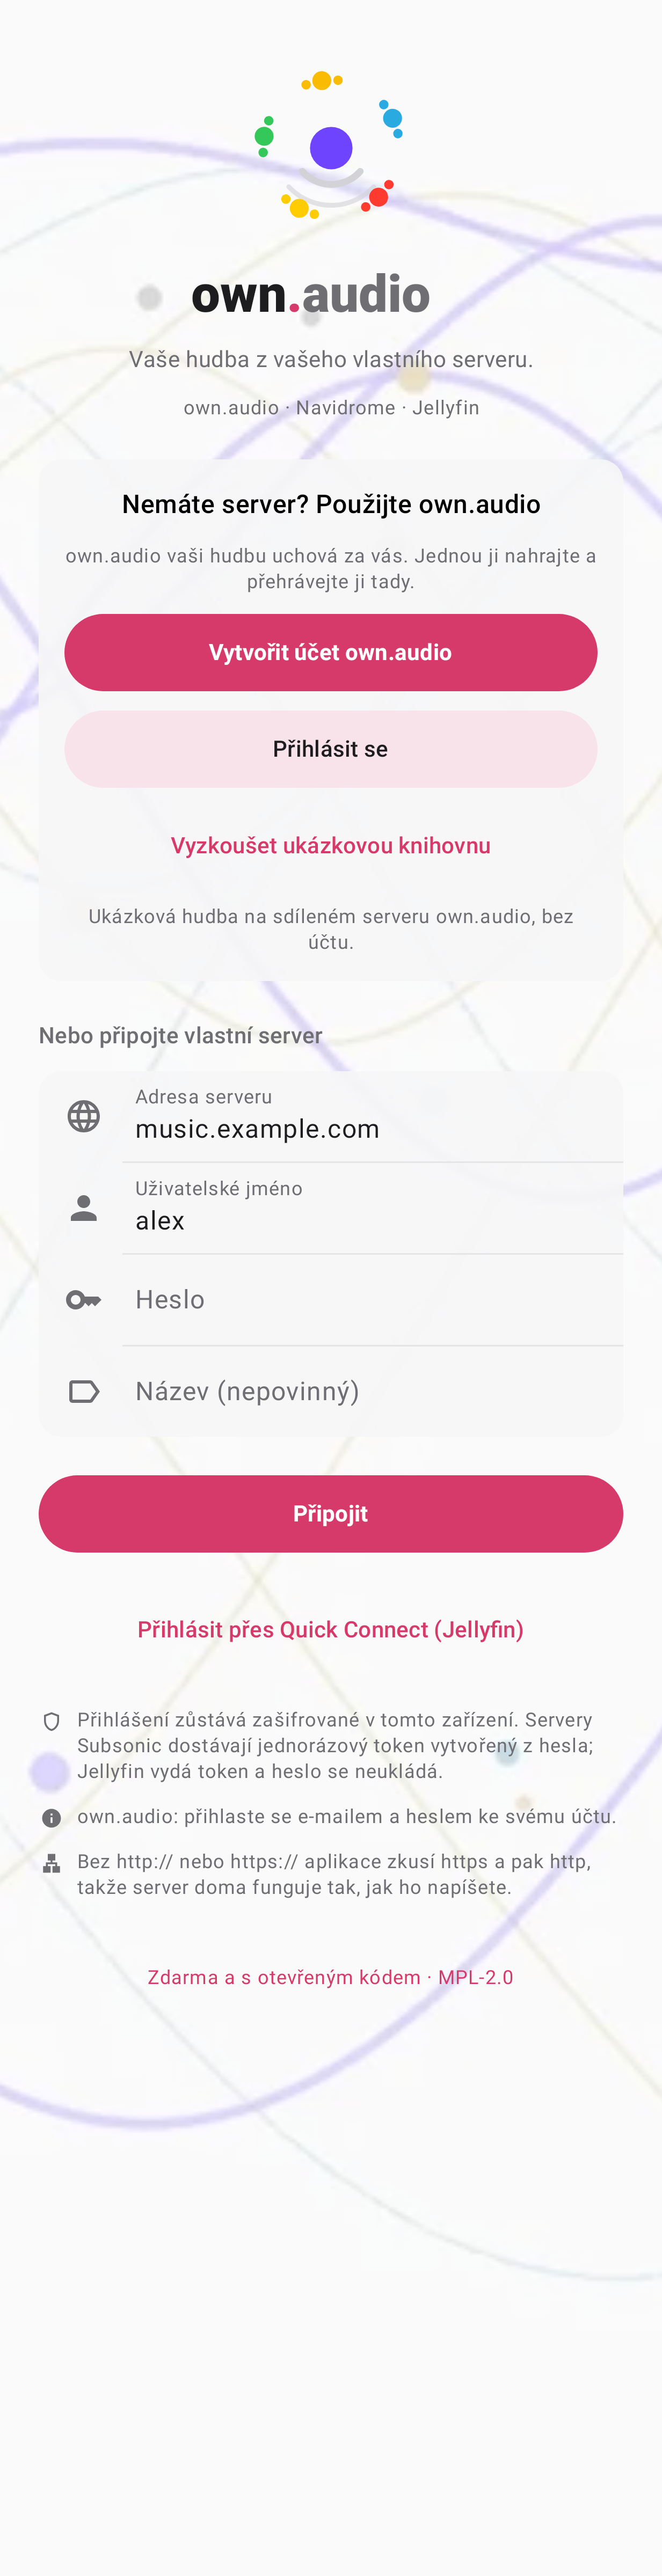 own.audio
Vaše hudba z vašeho vlastního serveru.
own.audio · Navidrome · Jellyfin
Nemáte server? Použijte own.audio
own.audio vaši hudbu uchová za vás. Jednou ji nahrajte a
přehrávejte ji tady.
Vytvořit účet own.audio
Přihlásit se
Vyzkoušet ukázkovou knihovnu
Ukázková hudba na sdíleném serveru own.audio, bez
účtu.
Nebo připojte vlastní server
Adresa serveru
music.example.com
Uživatelské jméno
alex
Heslo
Název (nepovinný)
Připojit
Přihlásit přes Quick Connect (Jellyfin)
Přihlášení zůstává zašifrované v tomto zařízení. Servery
Subsonic dostávají jednorázový token vytvořený z hesla;
Jellyfin vydá token a heslo se neukládá.
own.audio: přihlaste se e-mailem a heslem ke svému účtu.
Bez http:// nebo https:// aplikace zkusí https a pak http,
takže server doma funguje tak, jak ho napíšete.
Zdarma a s otevřeným kódem · MPL-2.0